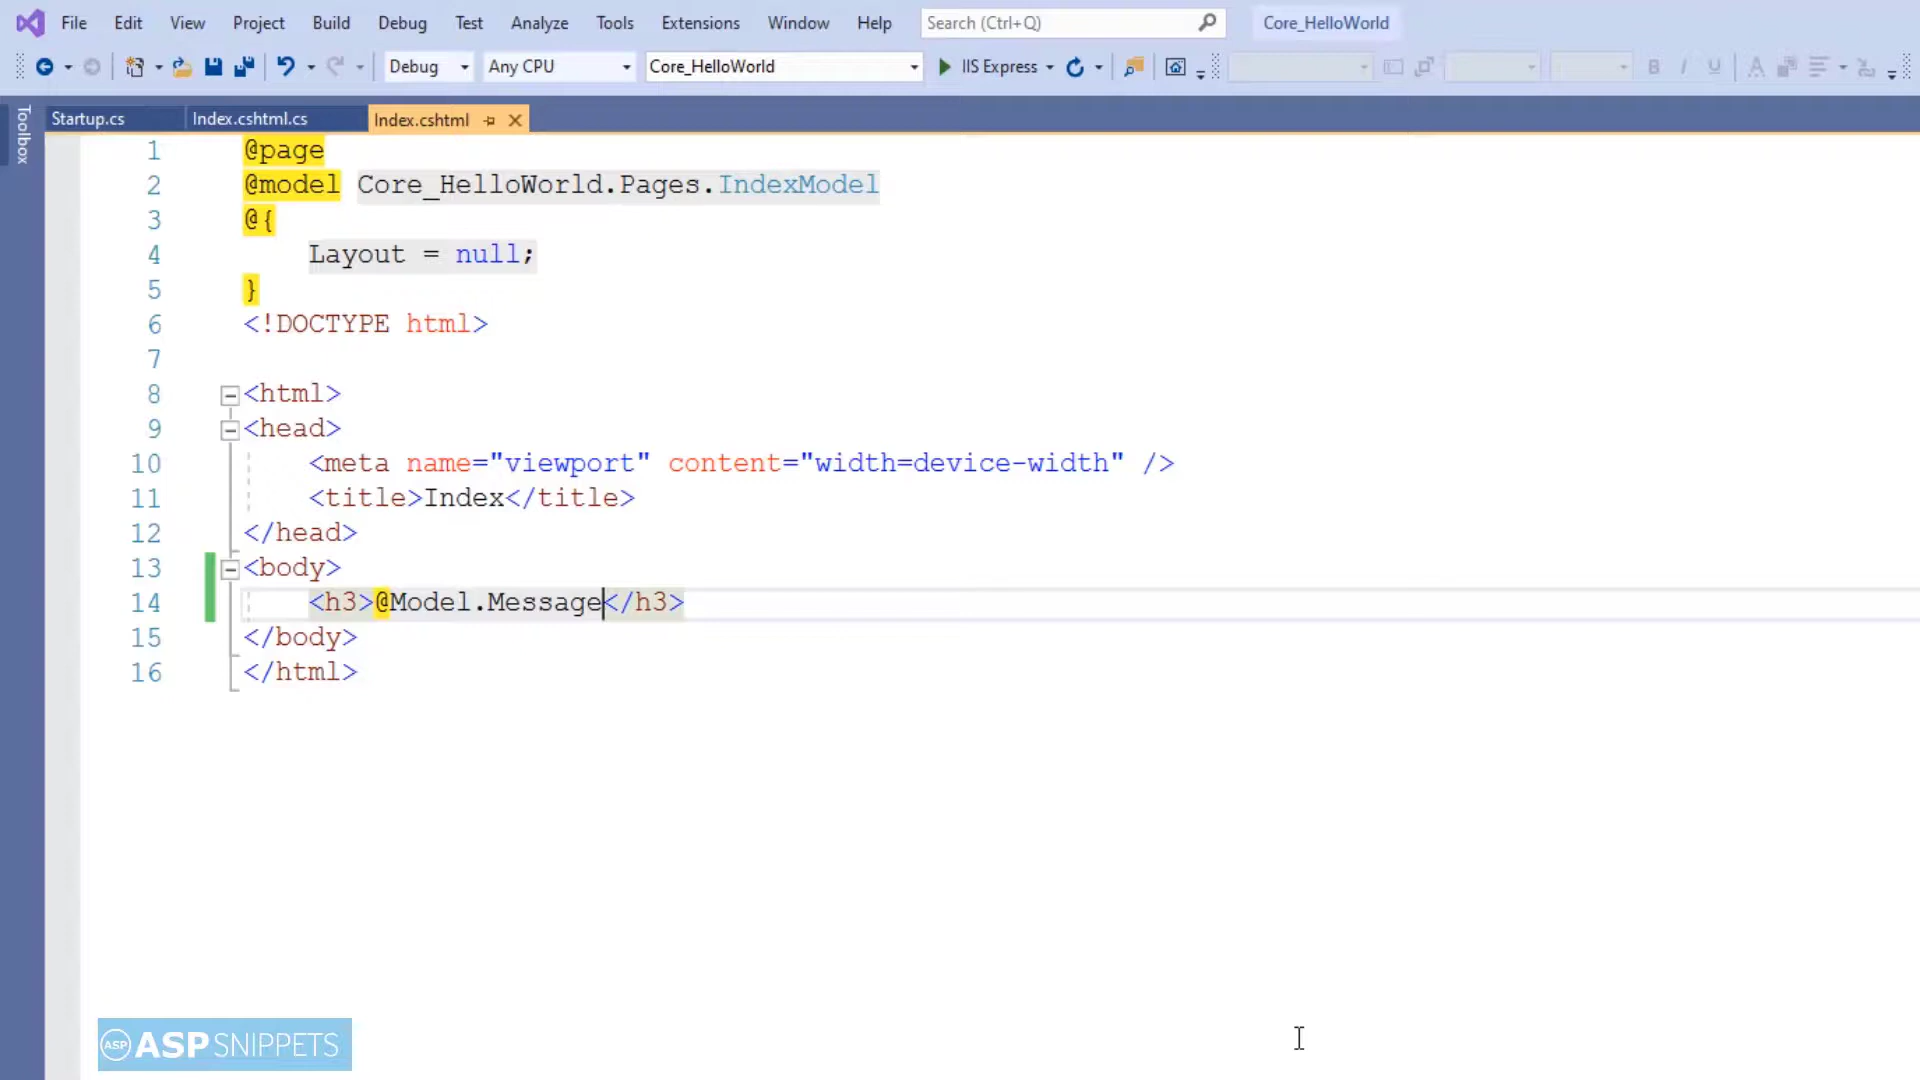 File Edit View Project Build Debug Test Analyze Tools Extensions Window Help Search (Ctrl+Q) Core_HelloWorld
Debug Any CPU Core_HelloWorld IIS Express B I U A
Toolbox
Startup.cs Index.cshtml.cs Index.cshtml
1 @page
2 @model Core_HelloWorld.Pages.IndexModel
3 @{
4 Layout = null;
5 }
6 <!DOCTYPE html>
7
8 <html>
9 <head>
10 <meta name="viewport" content="width=device-width" />
11 <title>Index</title>
12 </head>
13 <body>
14 <h3>@Model.Message</h3>
15 </body>
16 </html>
ASP ASPSNIPPETS